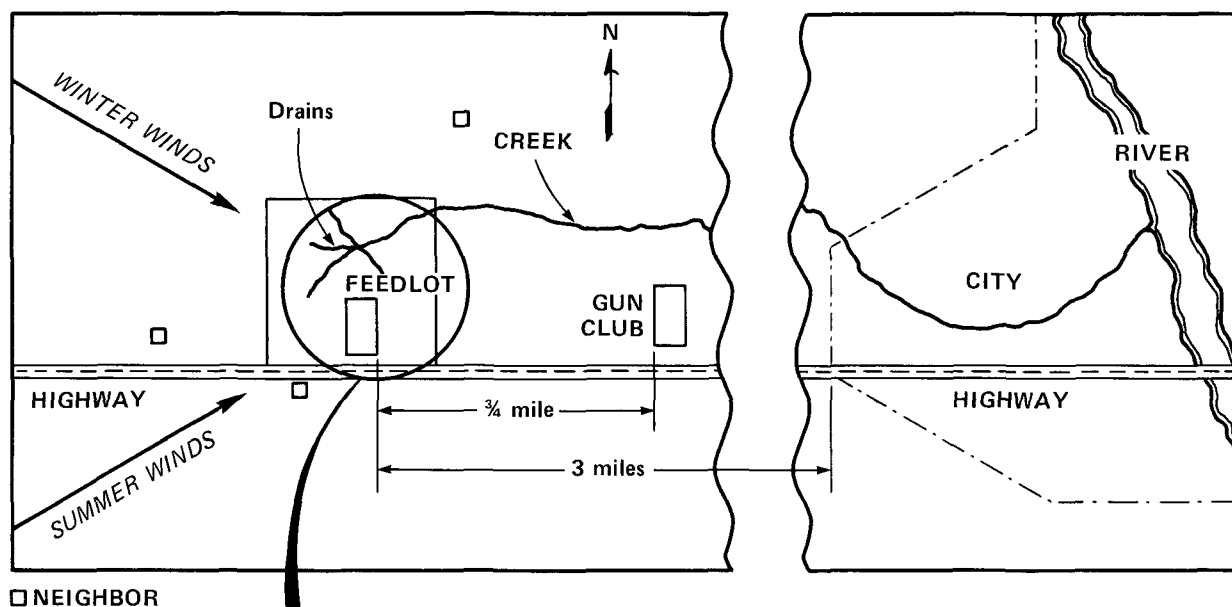 N
WINTER WINDS
Drains
CREEK
RIVER
FEEDLOT
GUN
CLUB
CITY
HIGHWAY
HIGHWAY
¾ mile
3 miles
SUMMER WINDS
NEIGHBOR